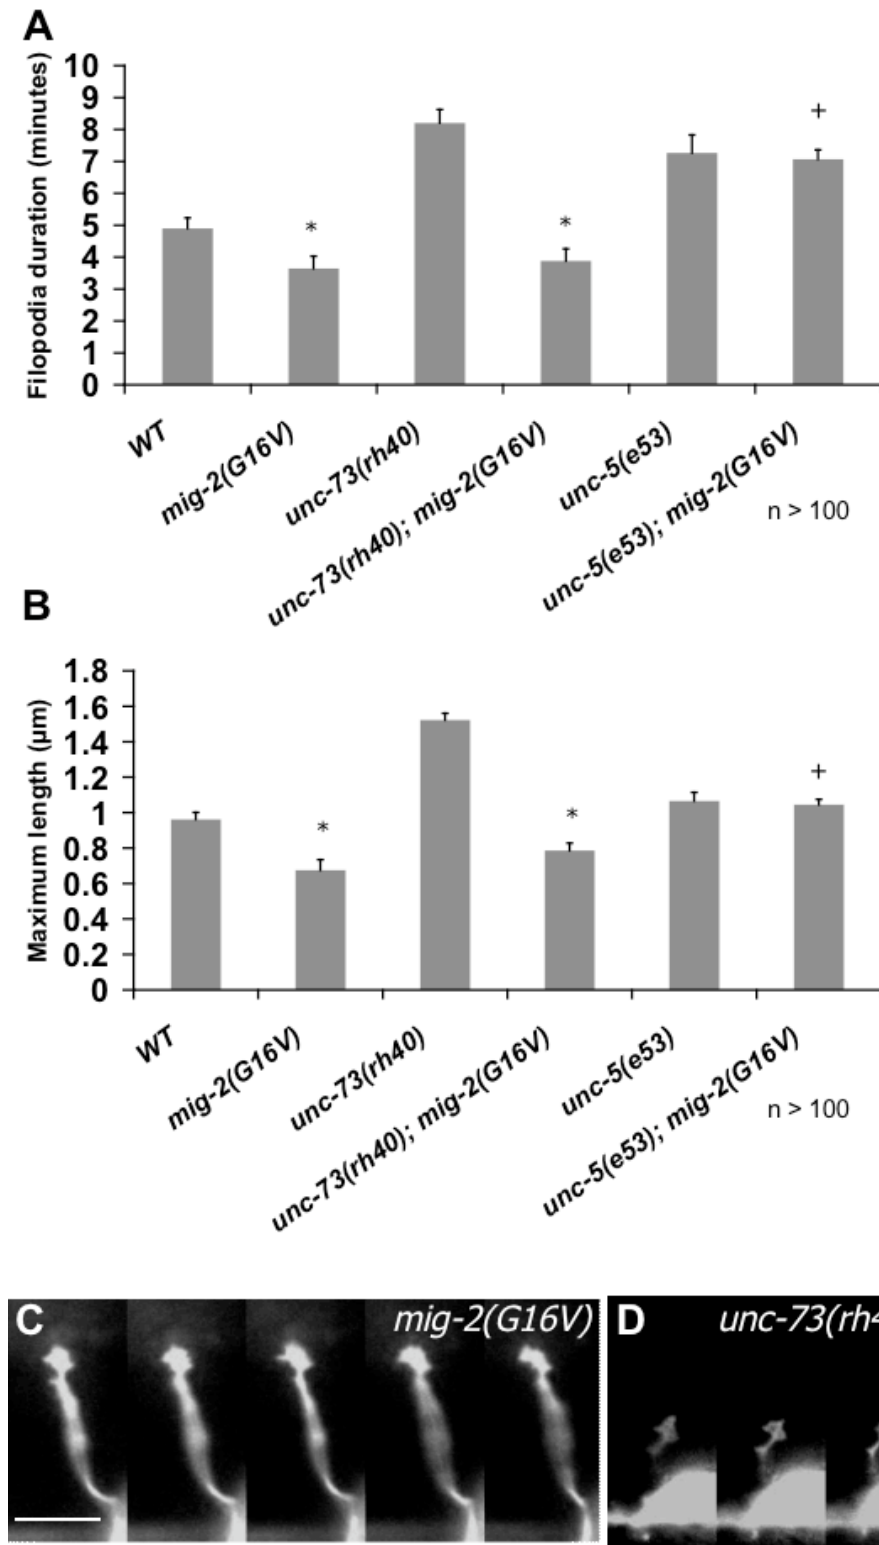 A
Filopodia duration (minutes)
10
9
8
7
6
5
4
3
2
1
0
*
*
+
WT
mig-2(G16V)
unc-73(rh40)
unc-73(rh40); mig-2(G16V)
unc-5(e53)
unc-5(e53); mig-2(G16V)
n > 100
B
Maximum length (µm)
1.8
1.6
1.4
1.2
1
0.8
0.6
0.4
0.2
0
*
*
+
WT
mig-2(G16V)
unc-73(rh40)
unc-73(rh40); mig-2(G16V)
unc-5(e53)
unc-5(e53); mig-2(G16V)
n > 100
C mig-2(G16V)
D unc-73(rh4